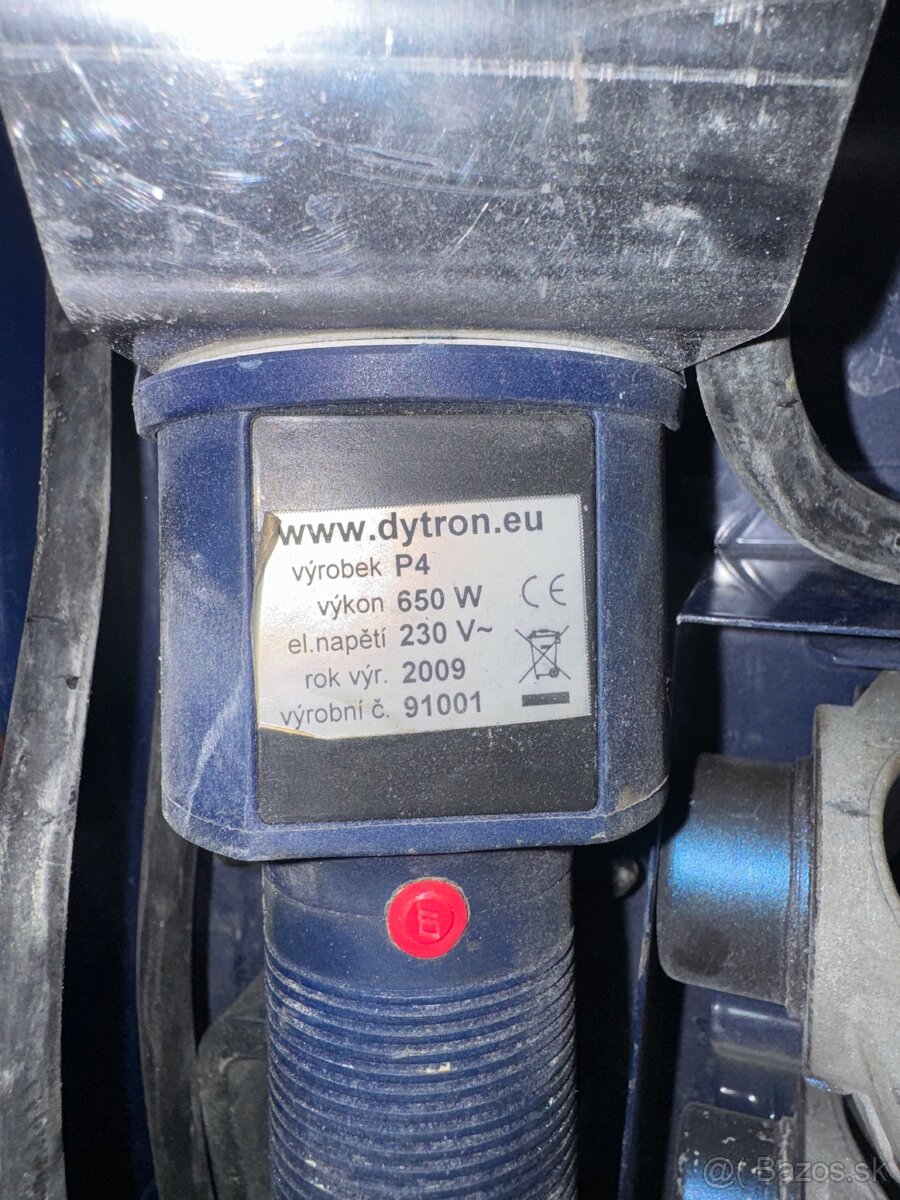 www.dytron.eu
výrobek P4
výkon 650 W
el.napětí 230 V~
rok výr. 2009
výrobní č. 91001
CE
@( Bazos.sk